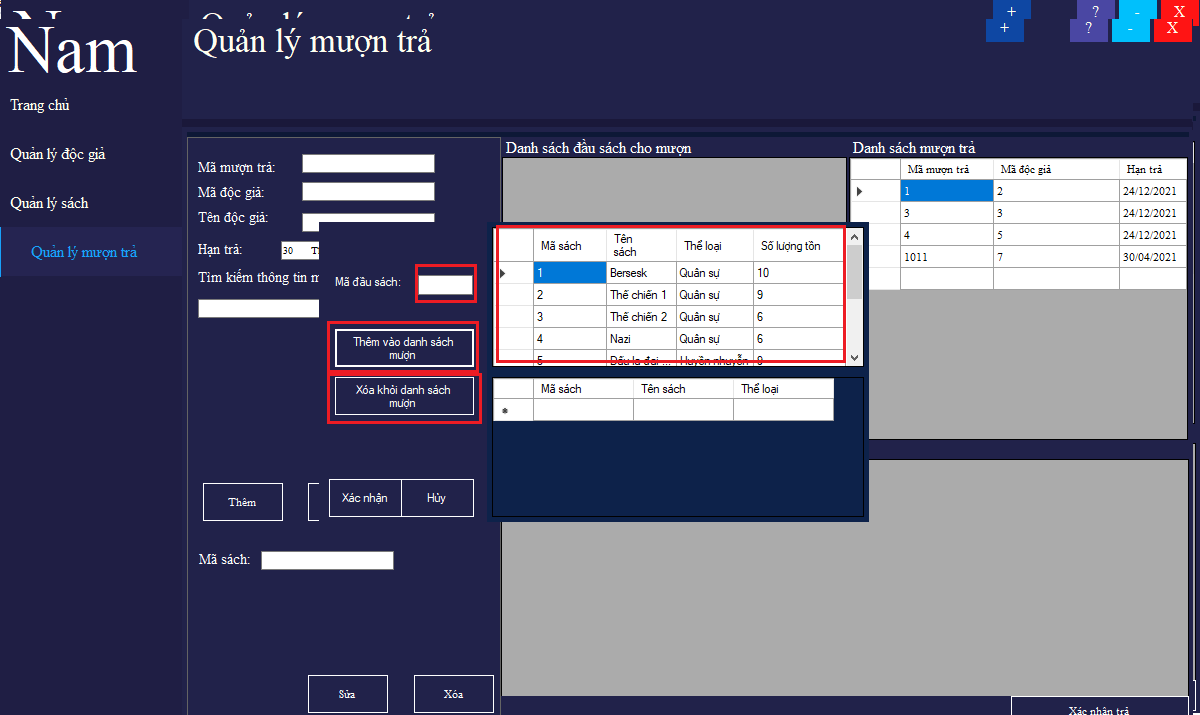 Nam
Quản lý mượn trả
+ ? - X
+ ? - X
Trang chủ
Quản lý độc giả
Quản lý sách
Quản lý mượn trả
Mã mượn trả:
Mã độc giả:
Tên độc giả:
Hạn trả:
30
Tìm kiếm thông tin m
Thêm
Mã sách:
Sửa
Xóa
Mã đầu sách:
Thêm vào danh sách
mượn
Xóa khỏi danh sách
mượn
Xác nhận
Hủy
Danh sách đầu sách cho mượn
Mã sách Tên sách Thể loại Số lượng tồn
1 Bersesk Quân sự 10
2 Thế chiến 1 Quân sự 9
3 Thế chiến 2 Quân sự 6
4 Nazi Quân sự 6
5 Đấu la đại ... Huyền nhuyễn 9
Mã sách Tên sách Thể loại
Danh sách mượn trả
Mã mượn trả Mã độc giả Hạn trả
1 2 24/12/2021
3 3 24/12/2021
4 5 24/12/2021
1011 7 30/04/2021
Xác nhận trả